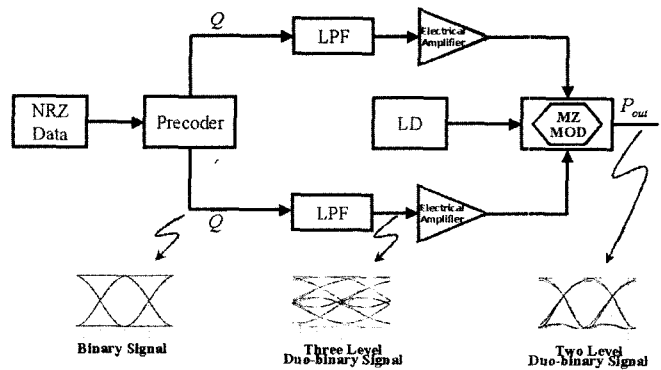 Q
LPF
Electrical
Amplifier
NRZ
Data
Precoder
LD
MZ
MOD
P_out
Q
LPF
Electrical
Amplifier
Binary Signal
Three Level
Duo-binary Signal
Two Level
Duo-binary Signal